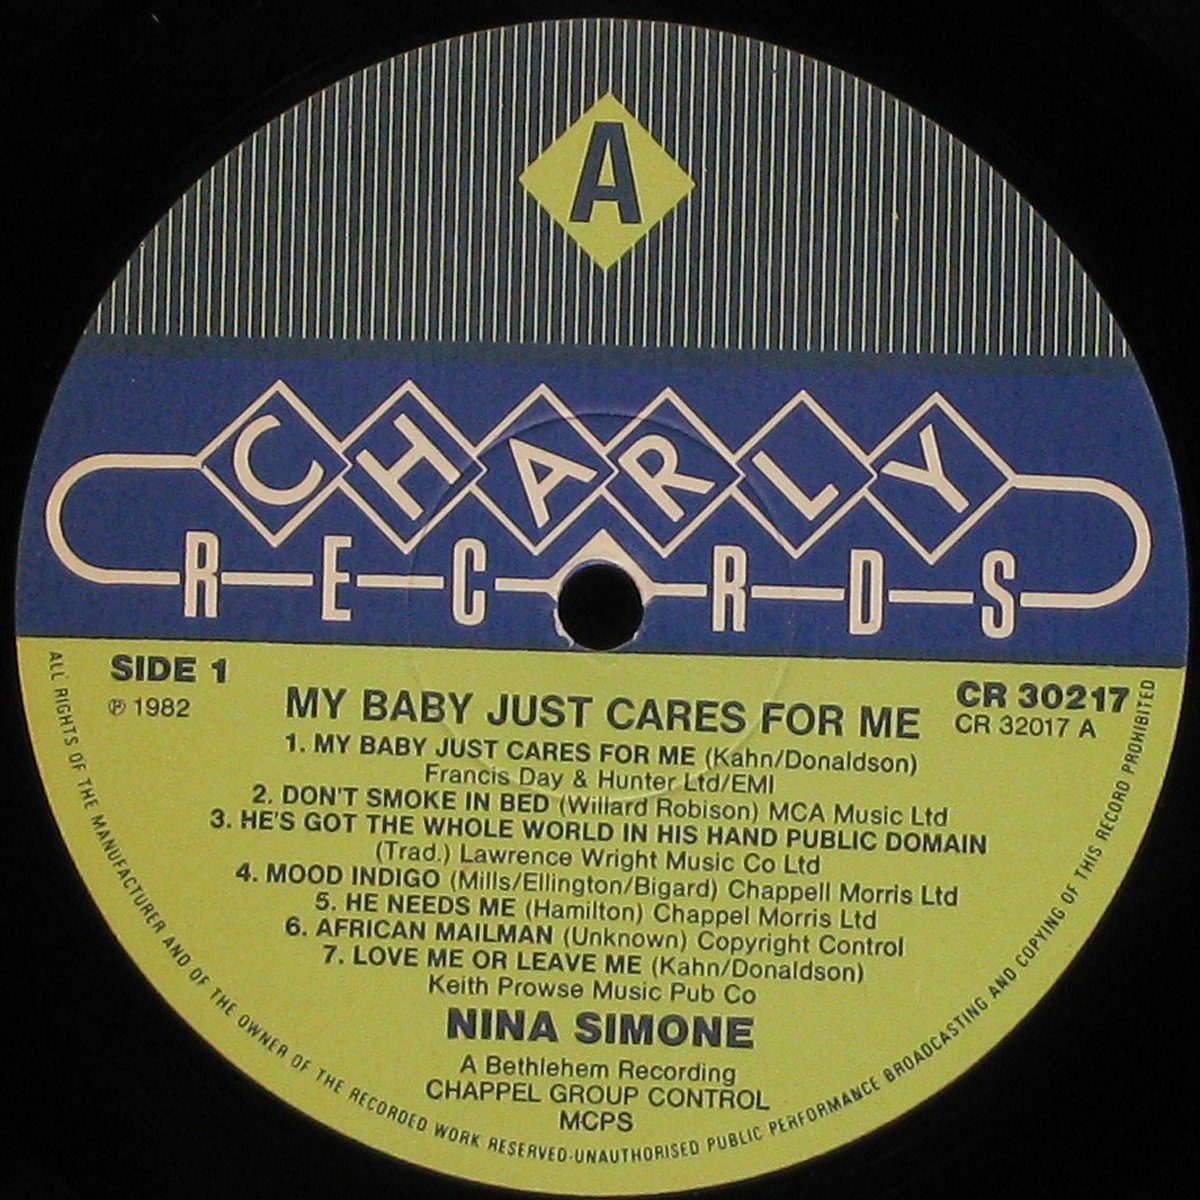 A
CHARLY
RECORDS
SIDE 1
℗ 1982
CR 30217
CR 32017 A
MY BABY JUST CARES FOR ME
1. MY BABY JUST CARES FOR ME (Kahn/Donaldson)
Francis Day & Hunter Ltd/EMI
2. DON'T SMOKE IN BED (Willard Robison) MCA Music Ltd
3. HE'S GOT THE WHOLE WORLD IN HIS HAND PUBLIC DOMAIN
(Trad.) Lawrence Wright Music Co Ltd
4. MOOD INDIGO (Mills/Ellington/Bigard) Chappell Morris Ltd
5. HE NEEDS ME (Hamilton) Chappel Morris Ltd
6. AFRICAN MAILMAN (Unknown) Copyright Control
7. LOVE ME OR LEAVE ME (Kahn/Donaldson)
Keith Prowse Music Pub Co
NINA SIMONE
A Bethlehem Recording
CHAPPEL GROUP CONTROL
MCPS
ALL RIGHTS OF THE MANUFACTURER AND OF THE OWNER OF THE RECORDED WORK RESERVED-UNAUTHORISED PUBLIC PERFORMANCE BROADCASTING AND COPYING OF THIS RECORD PROHIBITED